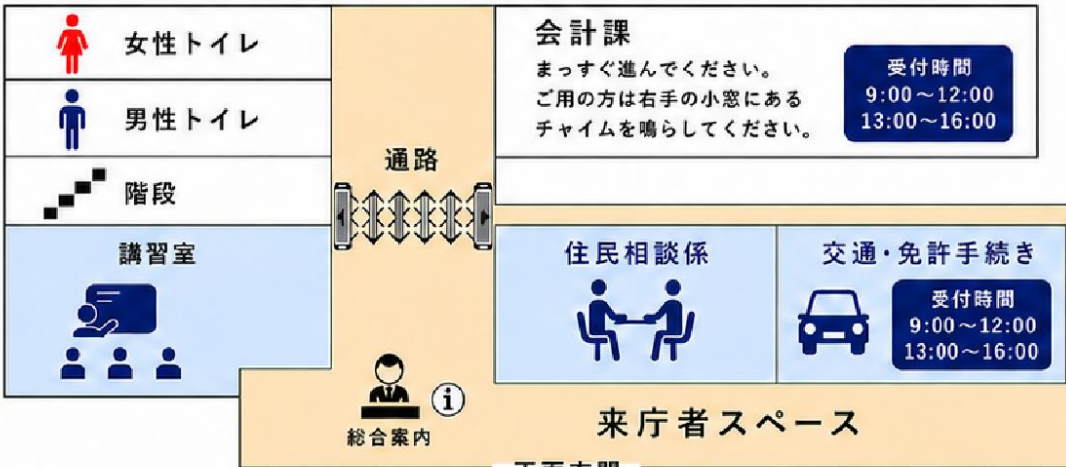 女性トイレ
男性トイレ
階段
講習室
通路
会計課
まっすぐ進んでください。
ご用の方は右手の小窓にある
チャイムを鳴らしてください。
受付時間
9:00～12:00
13:00～16:00
住民相談係
交通・免許手続き
受付時間
9:00～12:00
13:00～16:00
i
総合案内
来庁者スペース